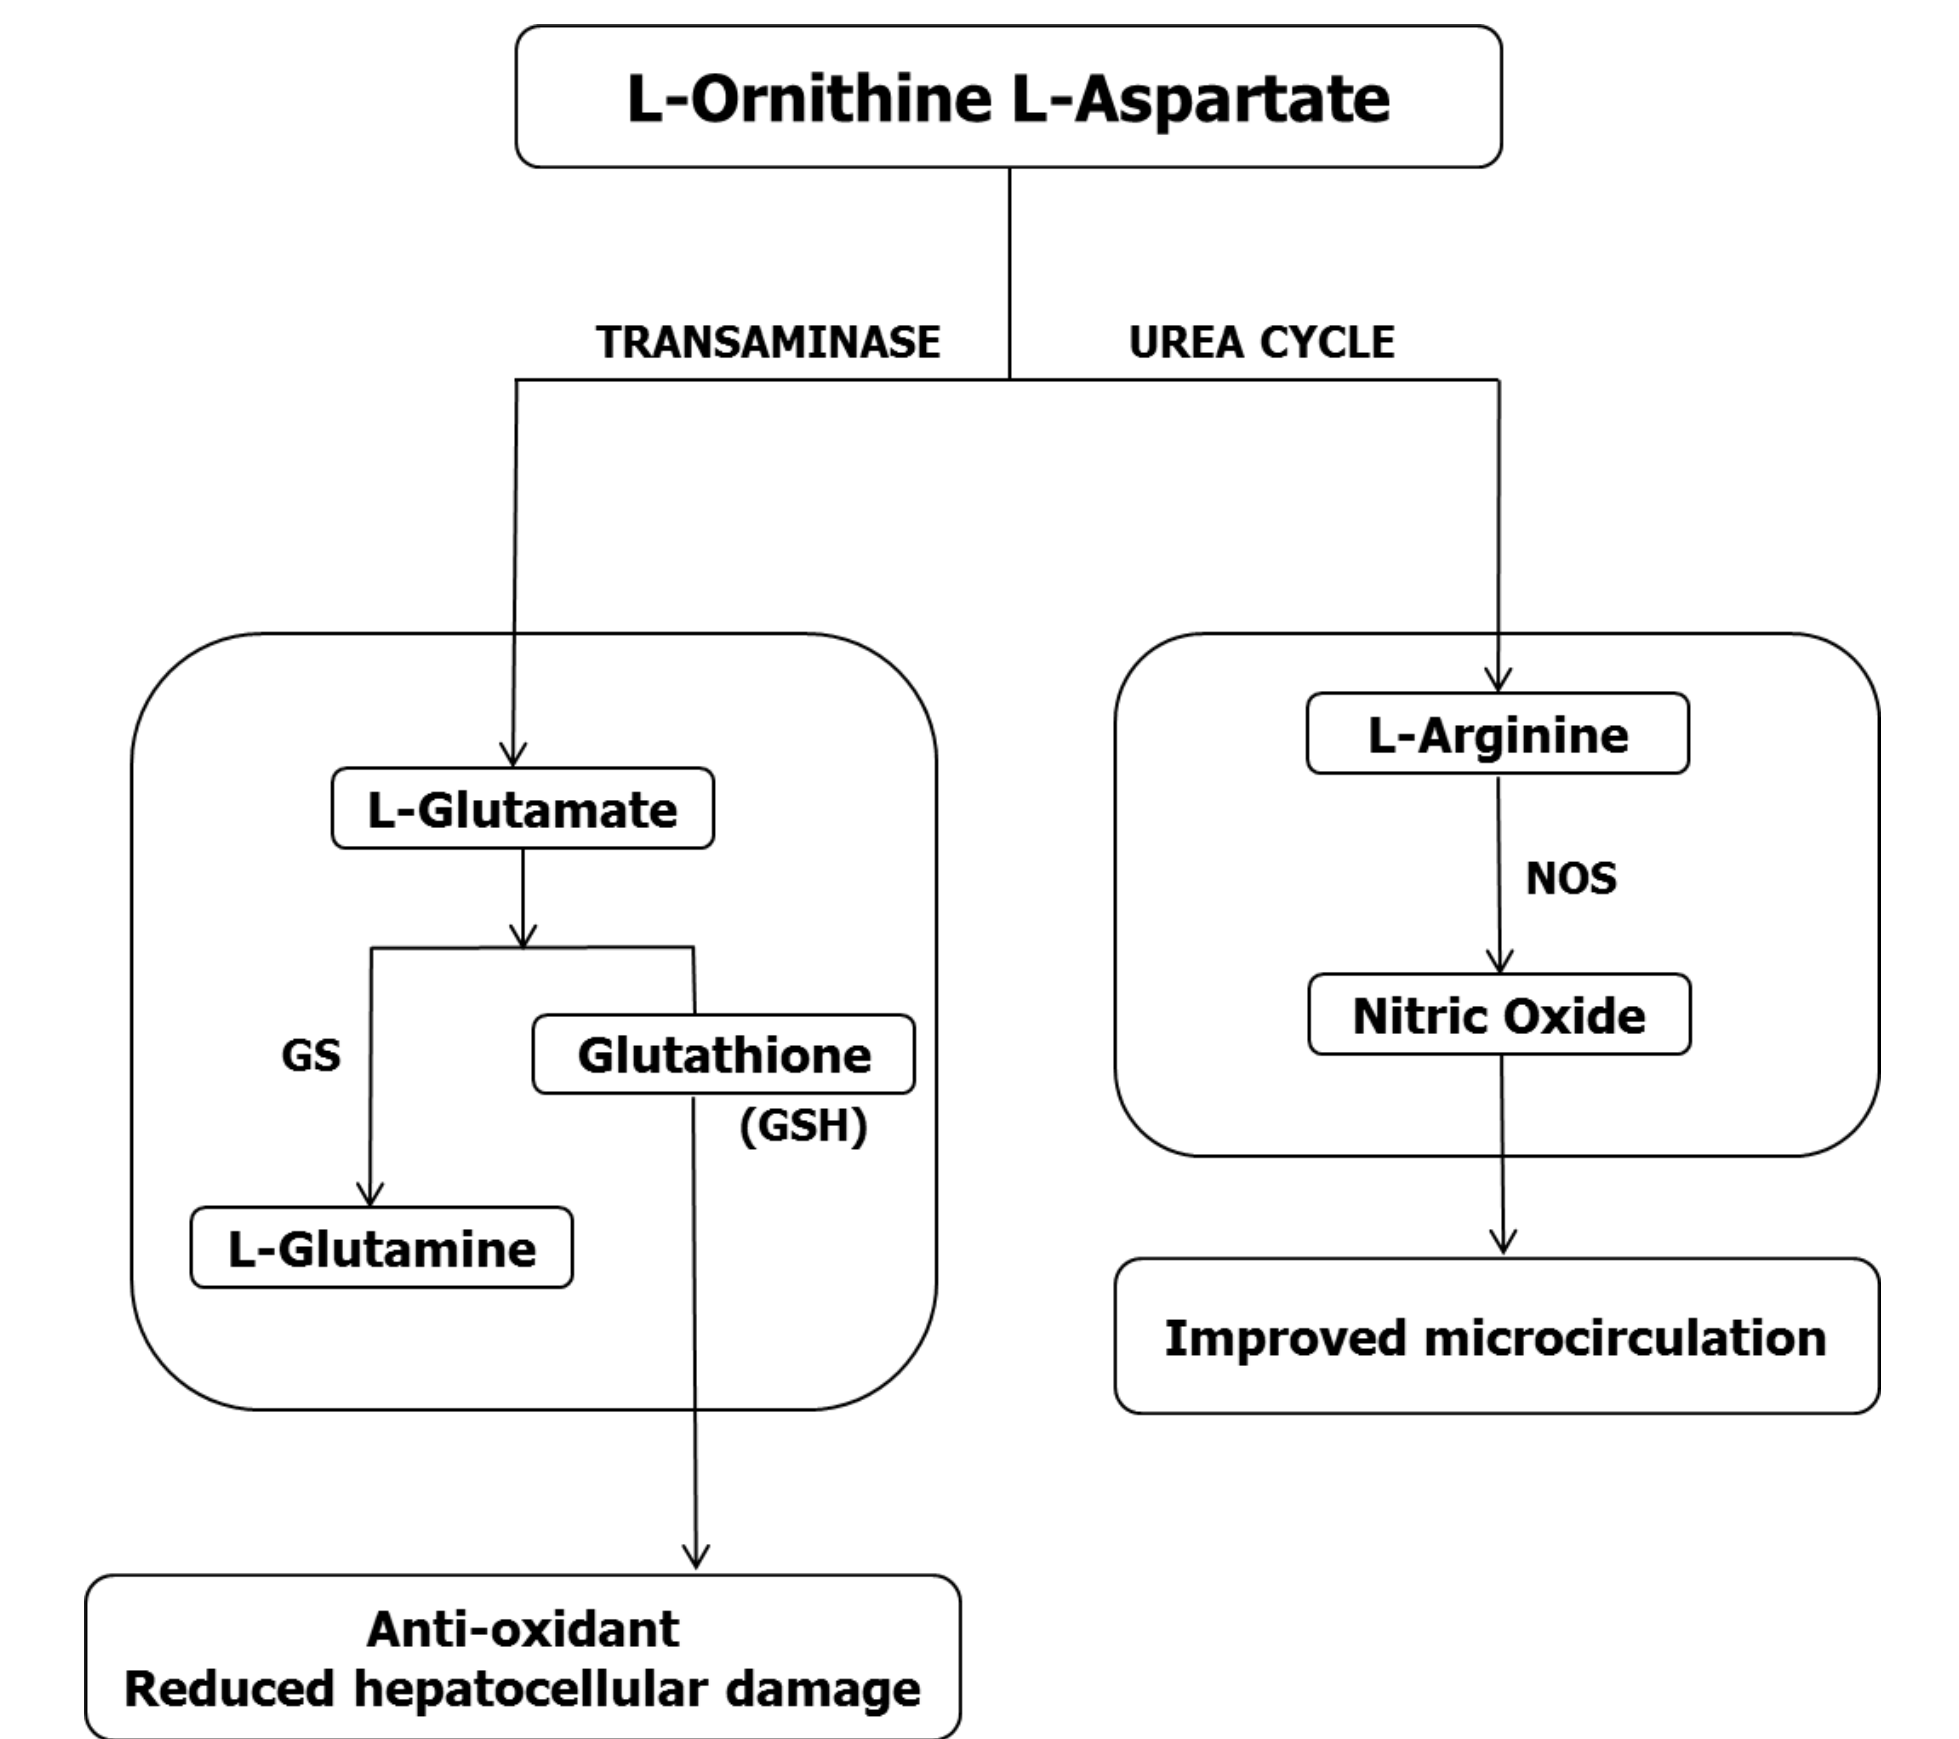 L-Ornithine L-Aspartate
TRANSAMINASE
UREA CYCLE
L-Glutamate
GS
Glutathione
(GSH)
L-Glutamine
Anti-oxidant
Reduced hepatocellular damage
L-Arginine
NOS
Nitric Oxide
Improved microcirculation